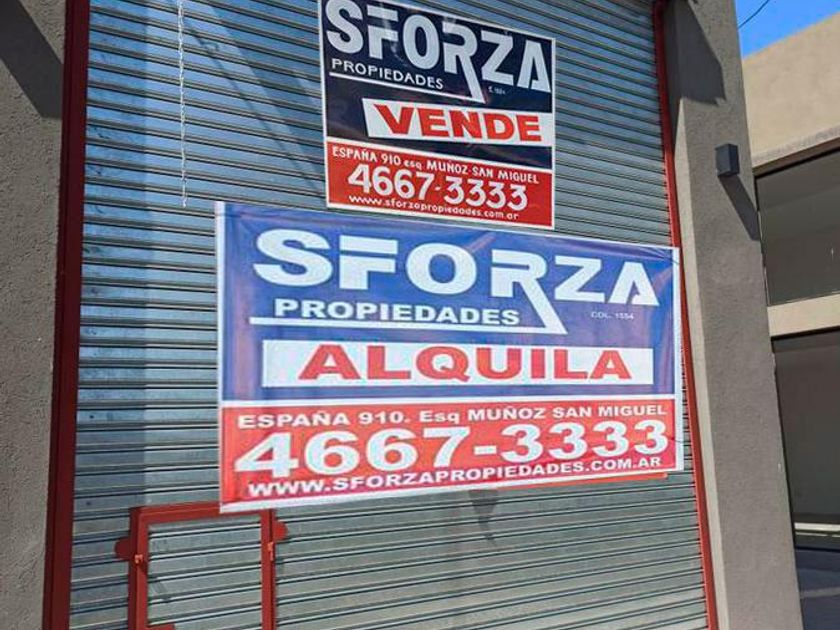 SFORZA
PROPIEDADES
VENDE
ESPAÑA 910 esq MUÑOZ SAN MIGUEL
4667-3333
www.sforzapropiedades.com.ar
SFORZA
PROPIEDADES
COL. 1554
ALQUILA
ESPAÑA 910. Esq MUÑOZ SAN MIGUEL
4667-3333
WWW.SFORZAPROPIEDADES.COM.AR